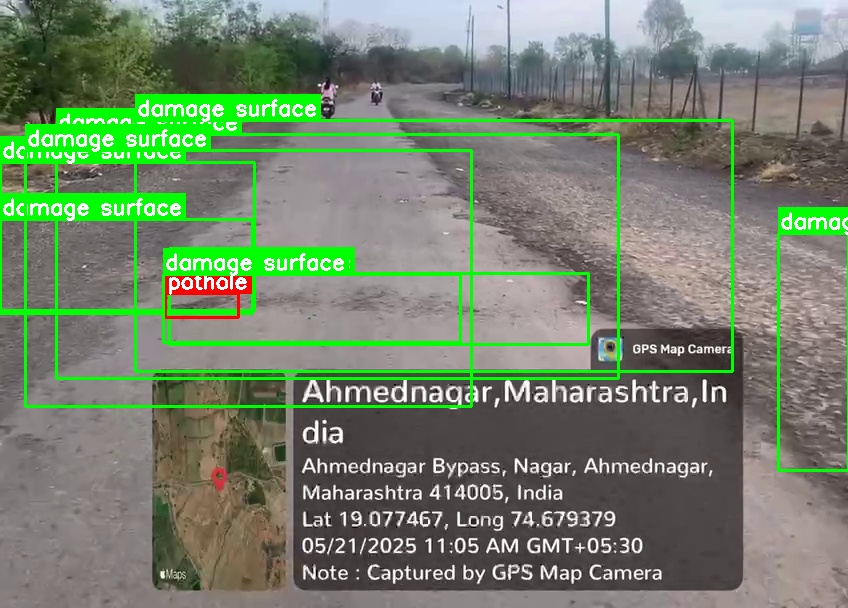 damage surface
damage surface
damage surface
damage surface
damage surface
damage surface
pothole
GPS Map Camera
Ahmednagar,Maharashtra,In
dia
Ahmednagar Bypass, Nagar, Ahmednagar,
Maharashtra 414005, India
Lat 19.077467, Long 74.679379
05/21/2025 11:05 AM GMT+05:30
Note : Captured by GPS Map Camera
Maps